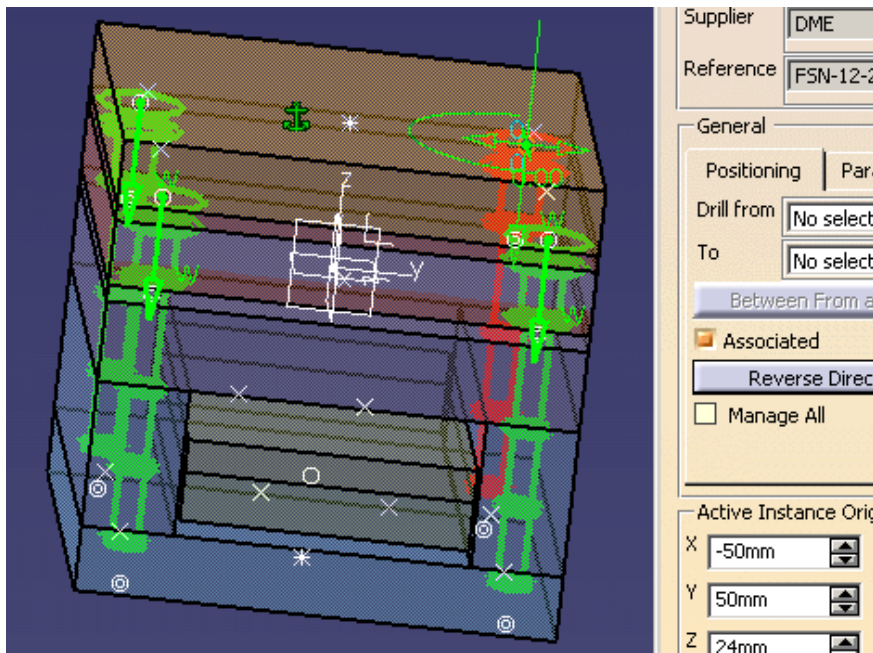 Supplier
DME
Reference
FSN-12-2
General
Positioning
Para
Drill from
No select
To
No select
Between From a
Associated
Reverse Direc
Manage All
Active Instance Orig
X
-50mm
Y
50mm
Z
24mm
Z
Y
W
W
W
W